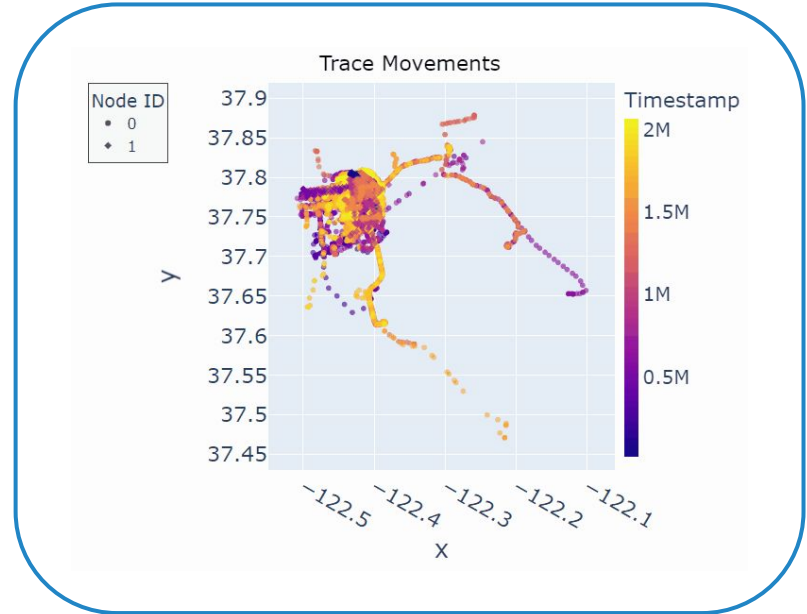 Trace Movements
Node ID
0
1
Timestamp
2M
1.5M
1M
0.5M
37.9
37.85
37.8
37.75
37.7
37.65
37.6
37.55
37.5
37.45
y
−122.5
−122.4
−122.3
−122.2
−122.1
x